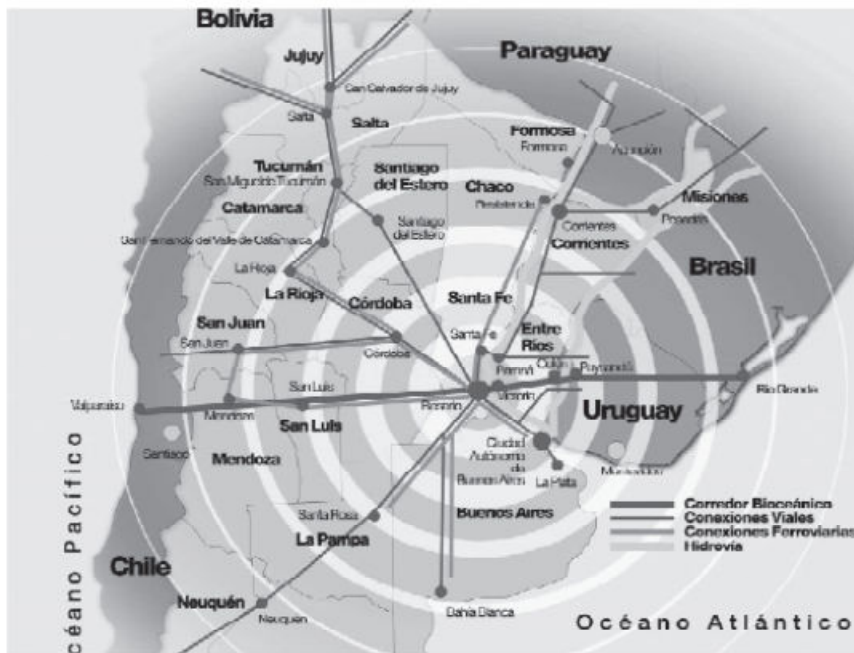 Bolivia
Jujuy
San Salvador de Jujuy
Paraguay
Salta
Salta
Formosa
Formosa
Asunción
Tucumán
San Miguel de Tucumán
Santiago
del Estero
Chaco
Resistencia
Misiones
Posadas
Catamarca
Santiago
del Estero
Corrientes
Corrientes
San Fernando del Valle de Catamarca
La Rioja
La Rioja
Brasil
Córdoba
Santa Fe
San Juan
San Juan
Córdoba
Santa
Entre
Ríos
Paraná
Colón
Paysandú
San Luis
Rosario
Victoria
Río Grande
Valparaíso
Mendoza
San Luis
Uruguay
Santiago
Mendoza
Ciudad
Autónoma
de
Buenos Aires
La Plata
Montevideo
Santa Rosa
Buenos Aires
La Pampa
Corredor Bioceánico
Conexiones Viales
Conexiones Ferroviarias
Hidrovía
Chile
Neuquén
Neuquén
Bahía Blanca
Océano Atlántico
céano Pacífico